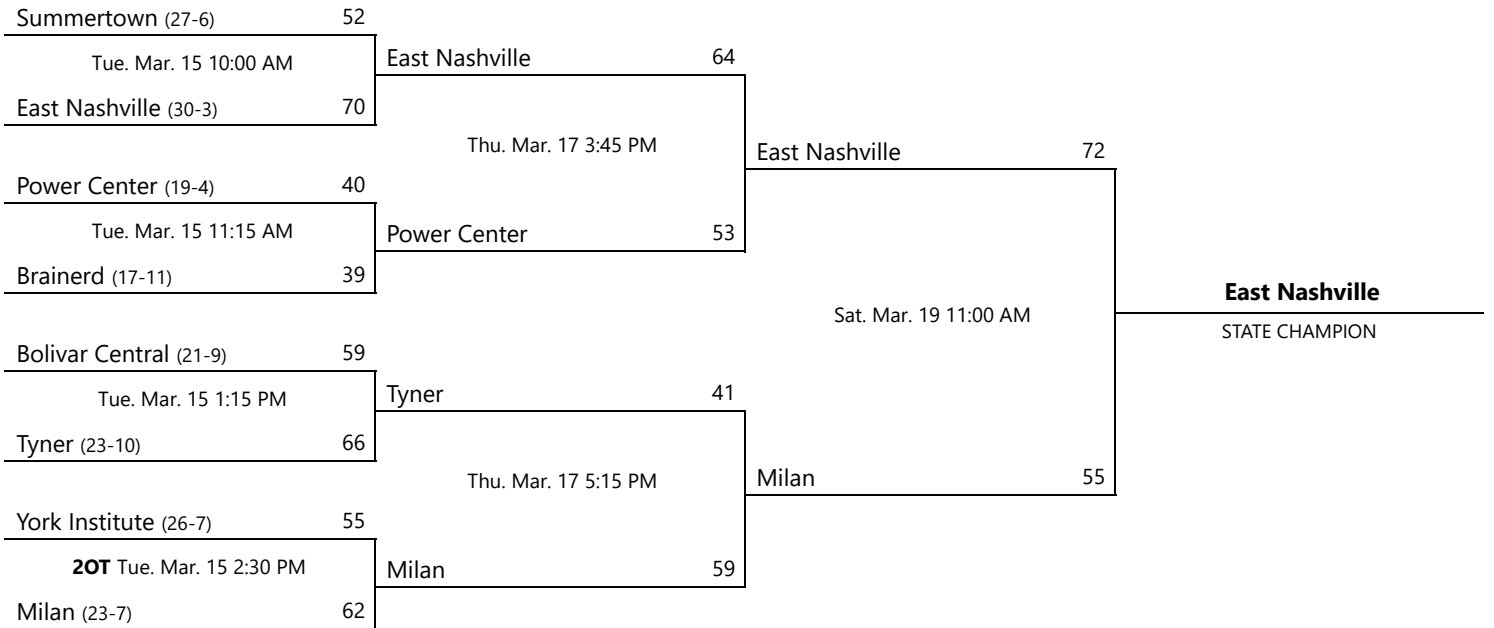 Summertown (27-6) 52
Tue. Mar. 15 10:00 AM
East Nashville (30-3) 70
Power Center (19-4) 40
Tue. Mar. 15 11:15 AM
Brainerd (17-11) 39
Bolivar Central (21-9) 59
Tue. Mar. 15 1:15 PM
Tyner (23-10) 66
York Institute (26-7) 55
2OT Tue. Mar. 15 2:30 PM
Milan (23-7) 62
East Nashville 64
Thu. Mar. 17 3:45 PM
Power Center 53
Tyner 41
Thu. Mar. 17 5:15 PM
Milan 59
East Nashville 72
Sat. Mar. 19 11:00 AM
Milan 55
East Nashville
STATE CHAMPION